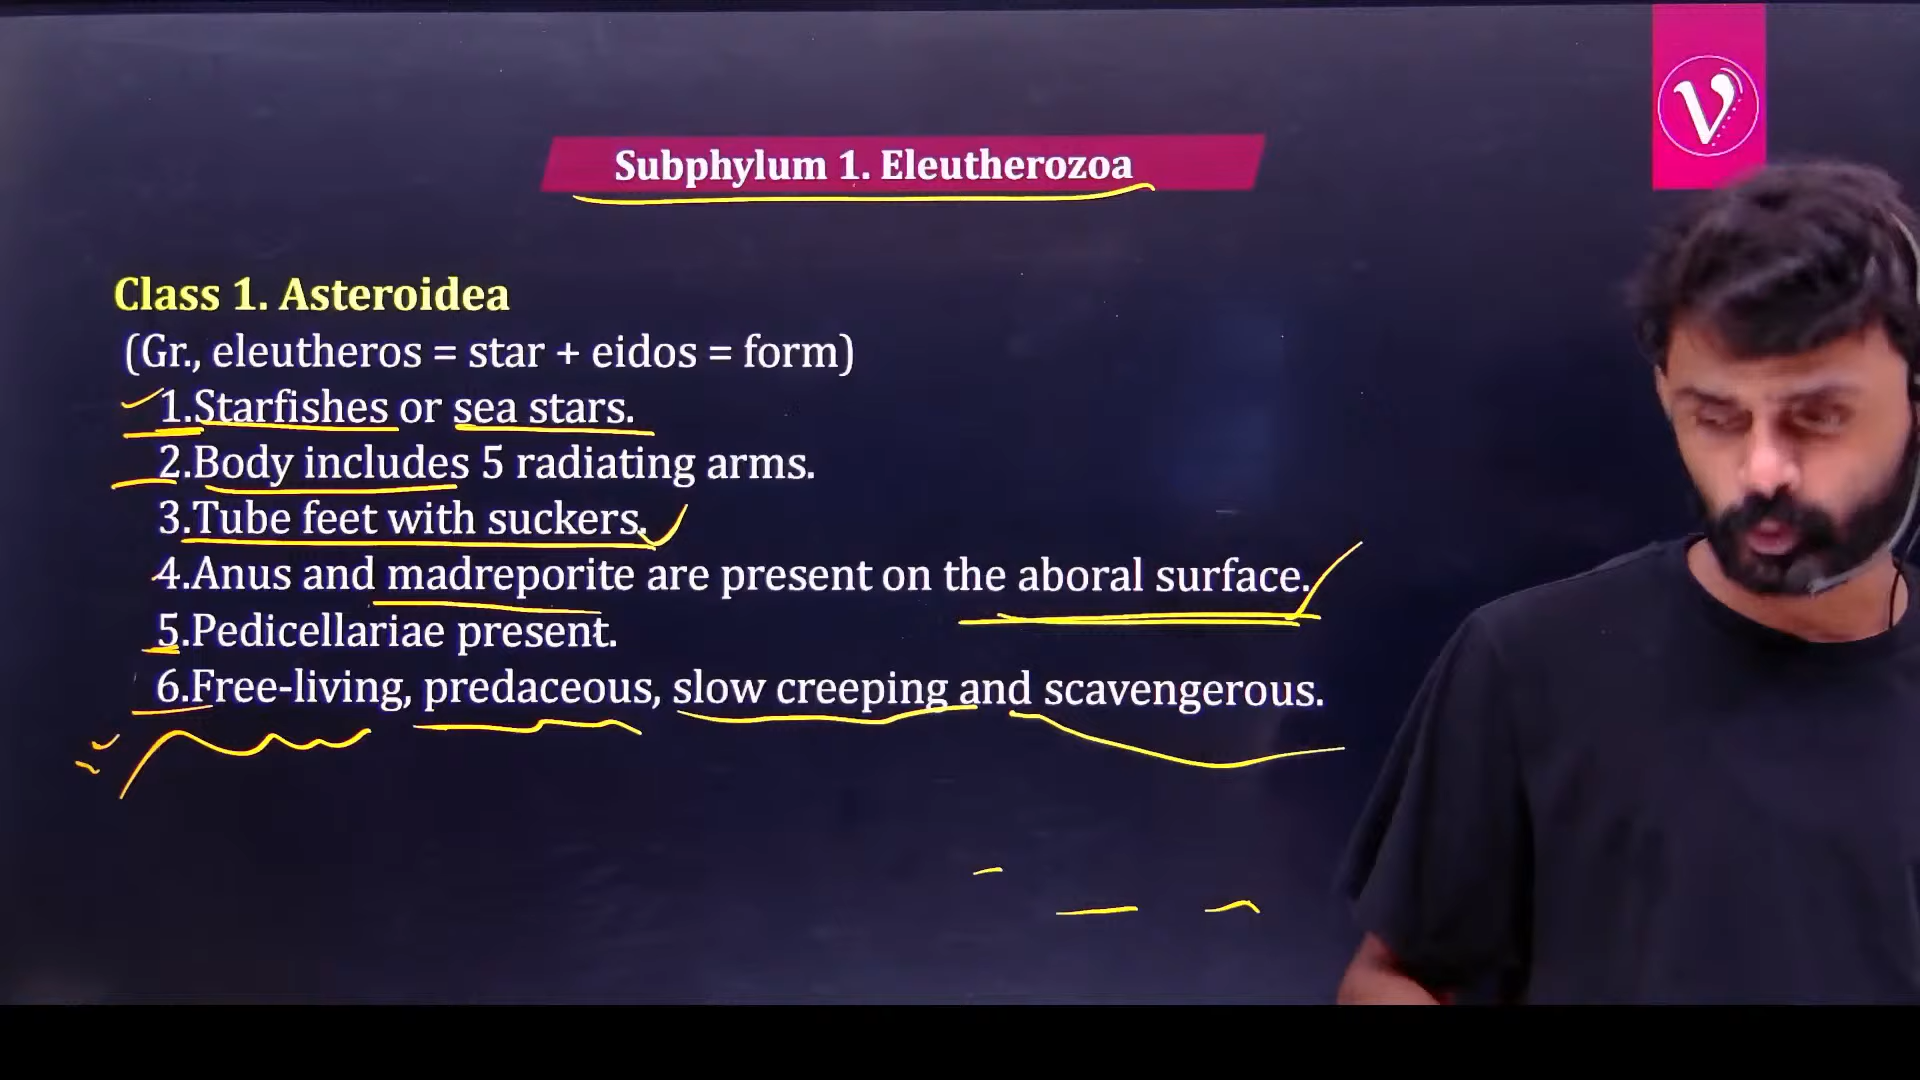 V
Subphylum 1. Eleutherozoa
Class 1. Asteroidea
(Gr., eleutheros = star + eidos = form)
1.Starfishes or sea stars.
2.Body includes 5 radiating arms.
3.Tube feet with suckers.
4.Anus and madreporite are present on the aboral surface.
5.Pedicellariae present.
6.Free-living, predaceous, slow creeping and scavengerous.